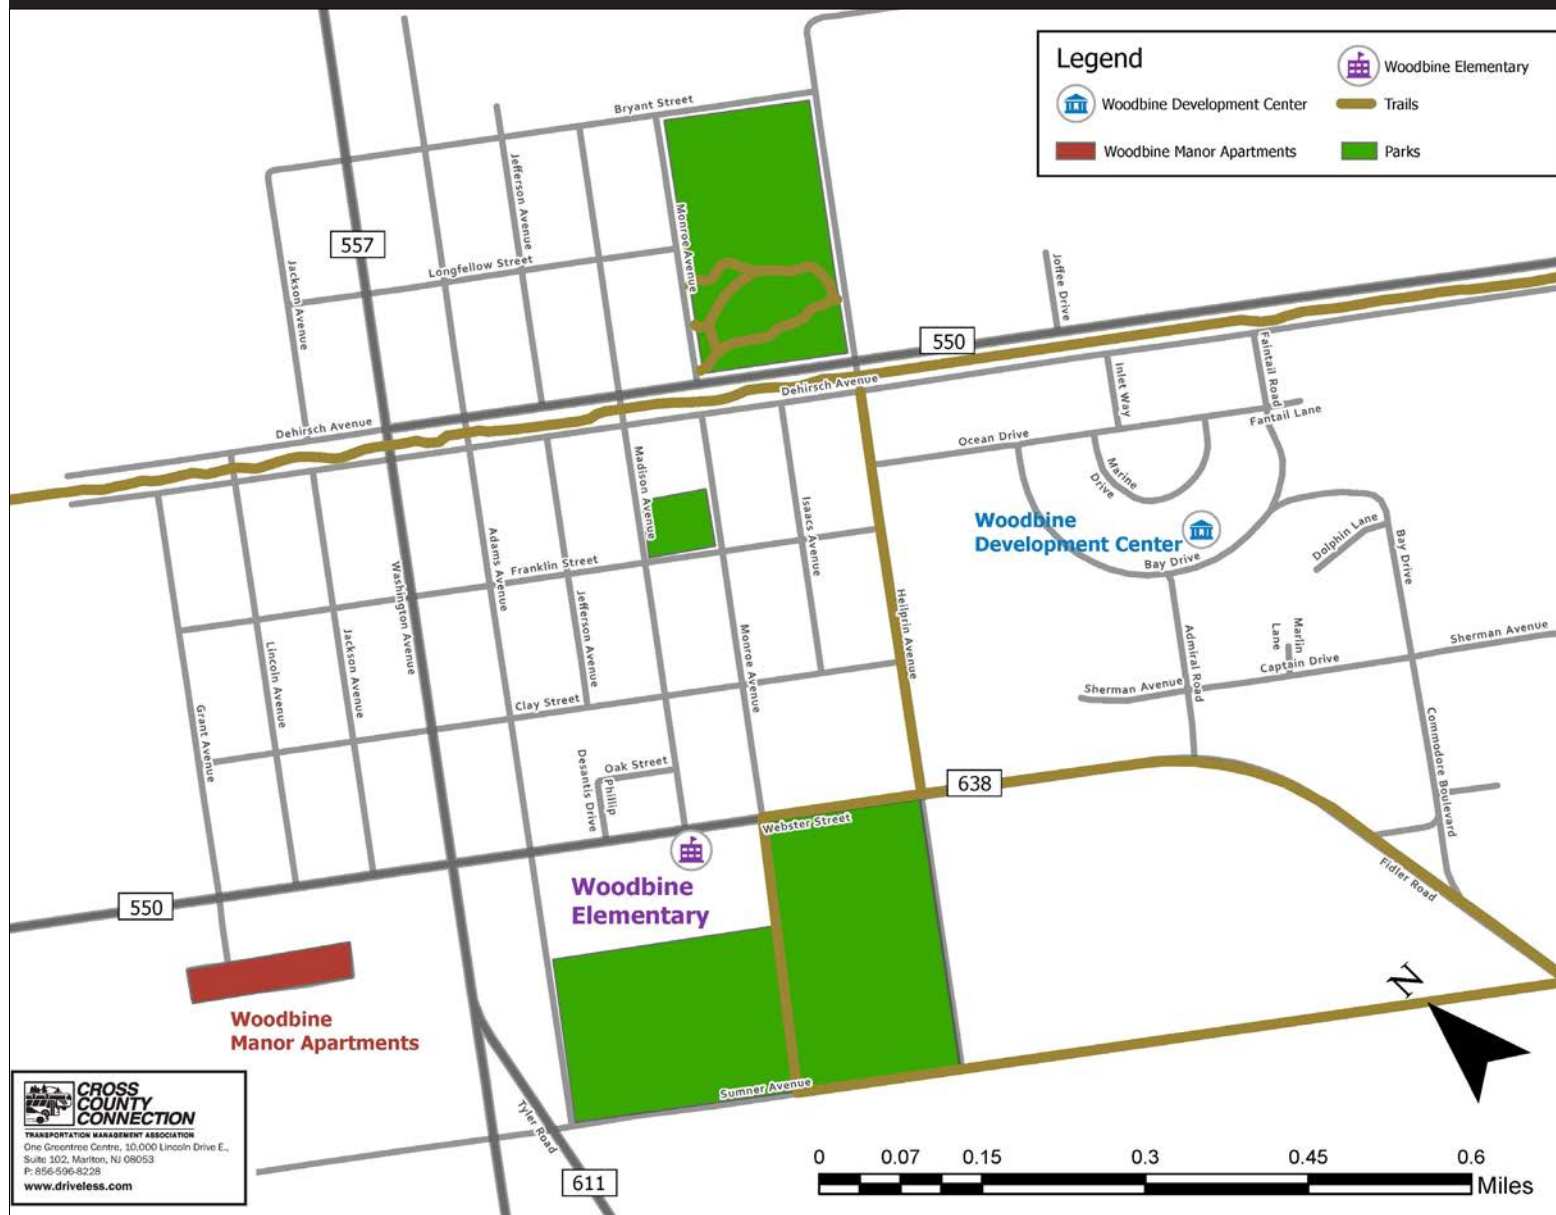 Legend
Woodbine Elementary
Woodbine Development Center
Trails
Woodbine Manor Apartments
Parks
Bryant Street
Jefferson Avenue
557
Monroe Avenue
Longfellow Street
Jackson Avenue
Joffee Drive
550
Dehirsch Avenue
Dehirsch Avenue
Faintail Road
Inlet Way
Fantail Lane
Ocean Drive
Marine
Drive
Madison Avenue
Isaacs Avenue
Woodbine
Development Center
Dolphin Lane
Bay Drive
Bay Drive
Adams Avenue
Franklin Street
Washington Avenue
Jefferson Avenue
Heilprin Avenue
Lincoln Avenue
Jackson Avenue
Monroe Avenue
Admiral Road
Marlin
Lane
Sherman Avenue
Captain Drive
Sherman Avenue
Grant Avenue
Clay Street
Commodore Boulevard
Oak Street
Phillip
Desantis Drive
638
Webster Street
Fidler Road
Woodbine
Elementary
550
N
Woodbine
Manor Apartments
Sumner Avenue
Tyler Road
611
CROSS
COUNTY
CONNECTION
TRANSPORTATION MANAGEMENT ASSOCIATION
One Greentree Centre, 10,000 Lincoln Drive E.,
Suite 102, Marlton, NJ 08053
P: 856-596-8228
www.driveless.com
0 0.07 0.15 0.3 0.45 0.6
Miles